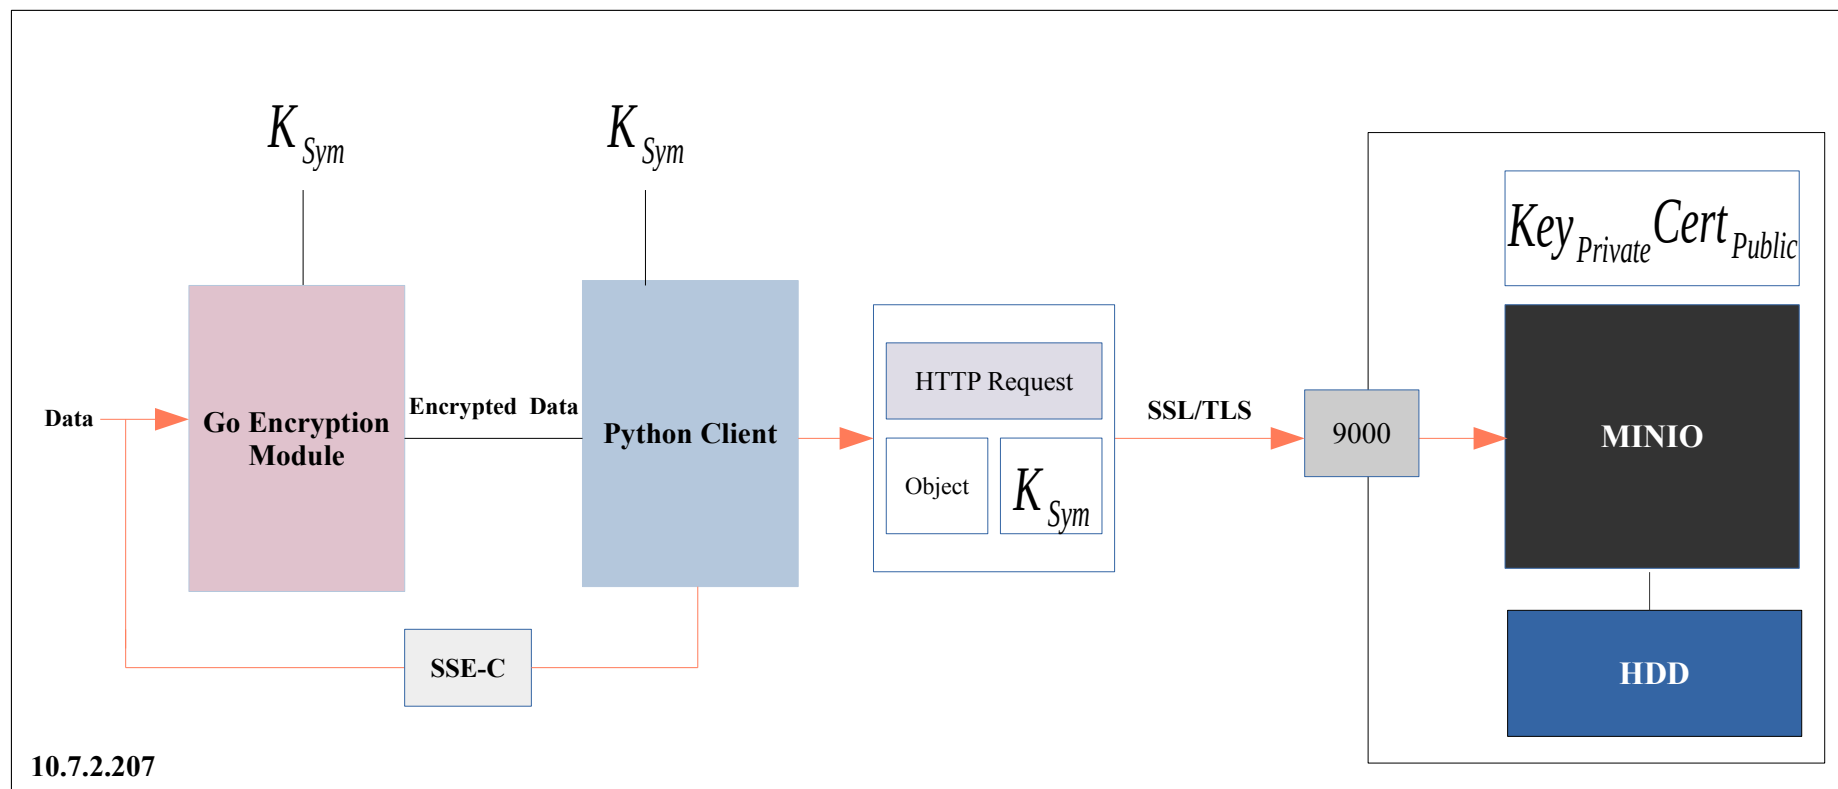 K Sym
K Sym
Key Private Cert Public
Data
Go Encryption
Module
Encrypted Data
Python Client
HTTP Request
Object
K Sym
SSL/TLS
9000
MINIO
SSE-C
HDD
10.7.2.207